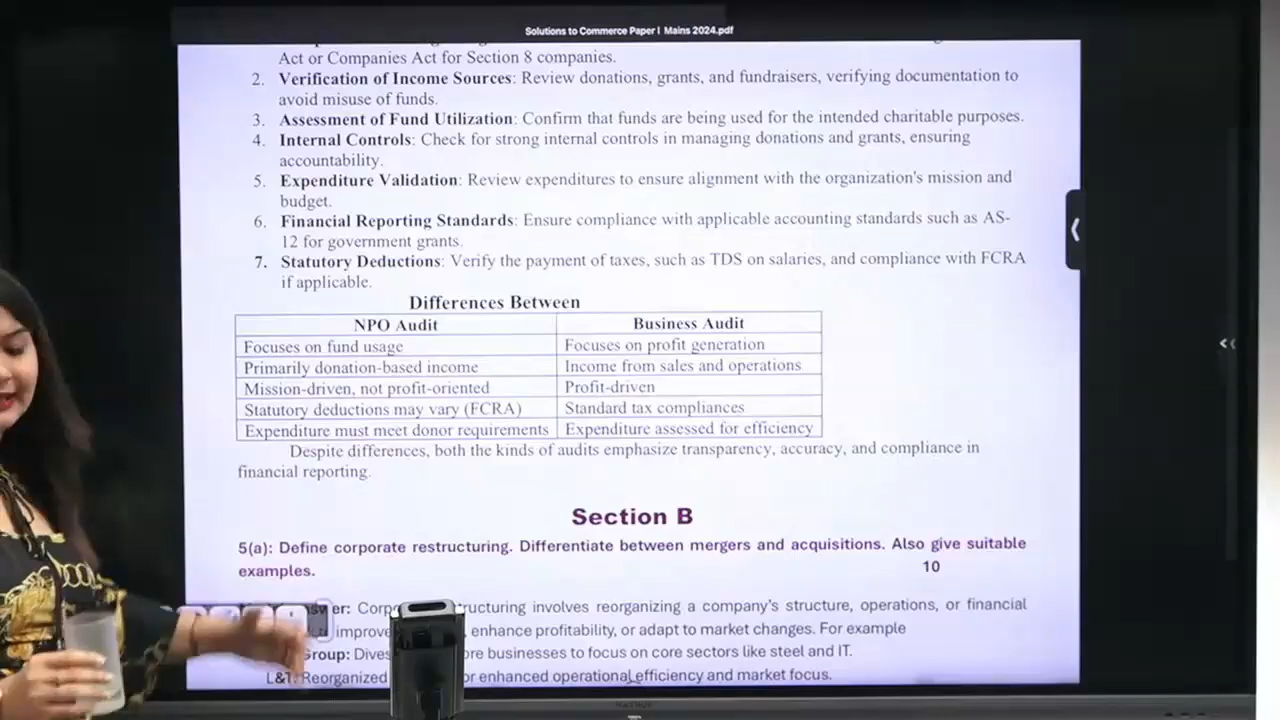 Solutions to Commerce Paper I Mains 2024.pdf
Act or Companies Act for Section 8 companies.
2. Verification of Income Sources: Review donations, grants, and fundraisers, verifying documentation to
avoid misuse of funds.
3. Assessment of Fund Utilization: Confirm that funds are being used for the intended charitable purposes.
4. Internal Controls: Check for strong internal controls in managing donations and grants, ensuring
accountability.
5. Expenditure Validation: Review expenditures to ensure alignment with the organization's mission and
budget.
6. Financial Reporting Standards: Ensure compliance with applicable accounting standards such as AS-
12 for government grants.
7. Statutory Deductions: Verify the payment of taxes, such as TDS on salaries, and compliance with FCRA
if applicable.
Differences Between
NPO Audit Business Audit
Focuses on fund usage Focuses on profit generation
Primarily donation-based income Income from sales and operations
Mission-driven, not profit-oriented Profit-driven
Statutory deductions may vary (FCRA) Standard tax compliances
Expenditure must meet donor requirements Expenditure assessed for efficiency
Despite differences, both the kinds of audits emphasize transparency, accuracy, and compliance in
financial reporting.
Section B
5(a): Define corporate restructuring. Differentiate between mergers and acquisitions. Also give suitable
examples. 10
er: Corp ructuring involves reorganizing a company's structure, operations, or financial
improve , enhance profitability, or adapt to market changes. For example
Group: Dives re businesses to focus on core sectors like steel and IT.
L&T: Reorganized or enhanced operational efficiency and market focus.